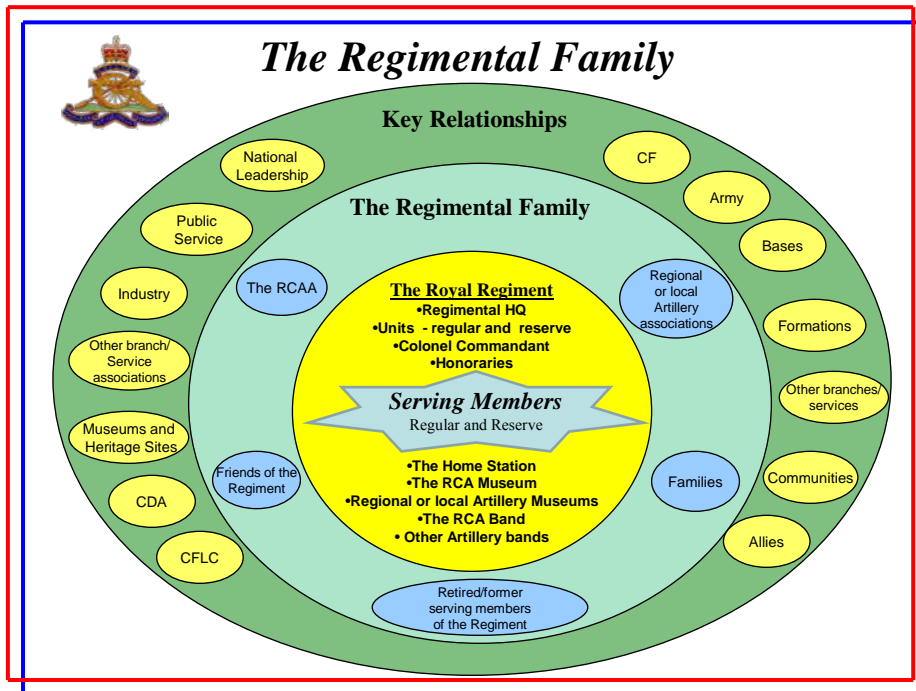 The Regimental Family
Key Relationships
National
Leadership
Public
Service
Industry
Other branch/
Service
associations
Museums and
Heritage Sites
CDA
CFLC
CF
Army
Bases
Formations
Other branches/
services
Communities
Allies
The Regimental Family
The RCAA
Friends of the
Regiment
Regional
or local
Artillery
associations
Families
Retired/former
serving members
of the Regiment
The Royal Regiment
•Regimental HQ
•Units - regular and reserve
•Colonel Commandant
•Honoraries
Serving Members
Regular and Reserve
•The Home Station
•The RCA Museum
•Regional or local Artillery Museums
•The RCA Band
• Other Artillery bands